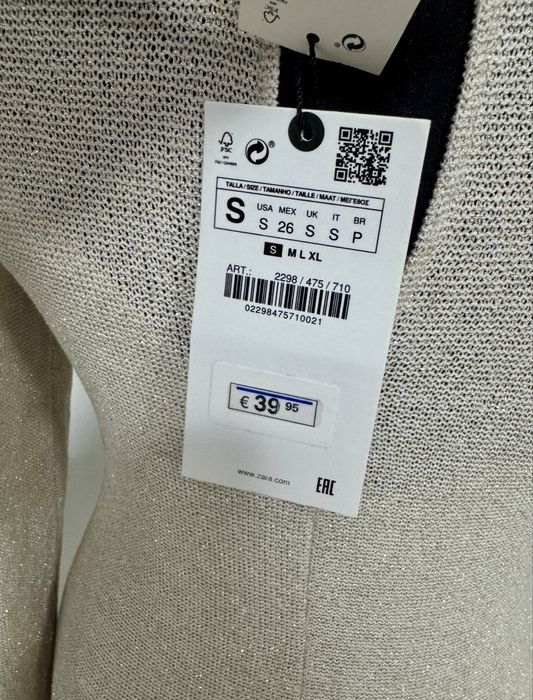 ®
FSC
®
TALLA / SIZE / TAMANHO / TAILLE / MAAT / ΜΕΓΕΘΟΣ
S
USA MEX UK IT BR
S 26 S S P
S M L XL
ART.: 2298 / 475 / 710
02298475710021
€ 39 95
www.zara.com
EAC